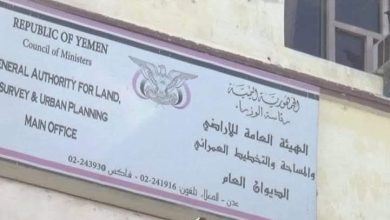 REPUBLIC OF YEMEN
Council of Ministers
GENERAL AUTHORITY FOR LAND,
SURVEY & URBAN PLANNING
MAIN OFFICE
الجمهورية اليمنية
رئاسة الوزراء
الهيئة العامة للأراضي
والمساحة والتخطيط العمراني
الديوان العام
عدن - المعلا، تلفون: 241916-02 - فاكس: 243930-02